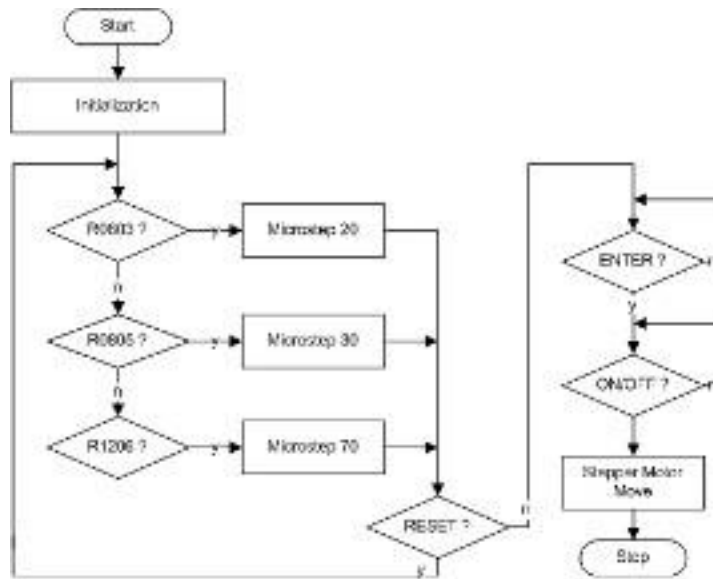 Start
Initialization
R0603 ?
y
Microstep 20
n
R0805 ?
y
Microstep 30
n
R1206 ?
y
Microstep 70
RESET ?
n
y
ENTER ?
n
y
ON/OFF ?
n
Stepper Motor
Move
Stop